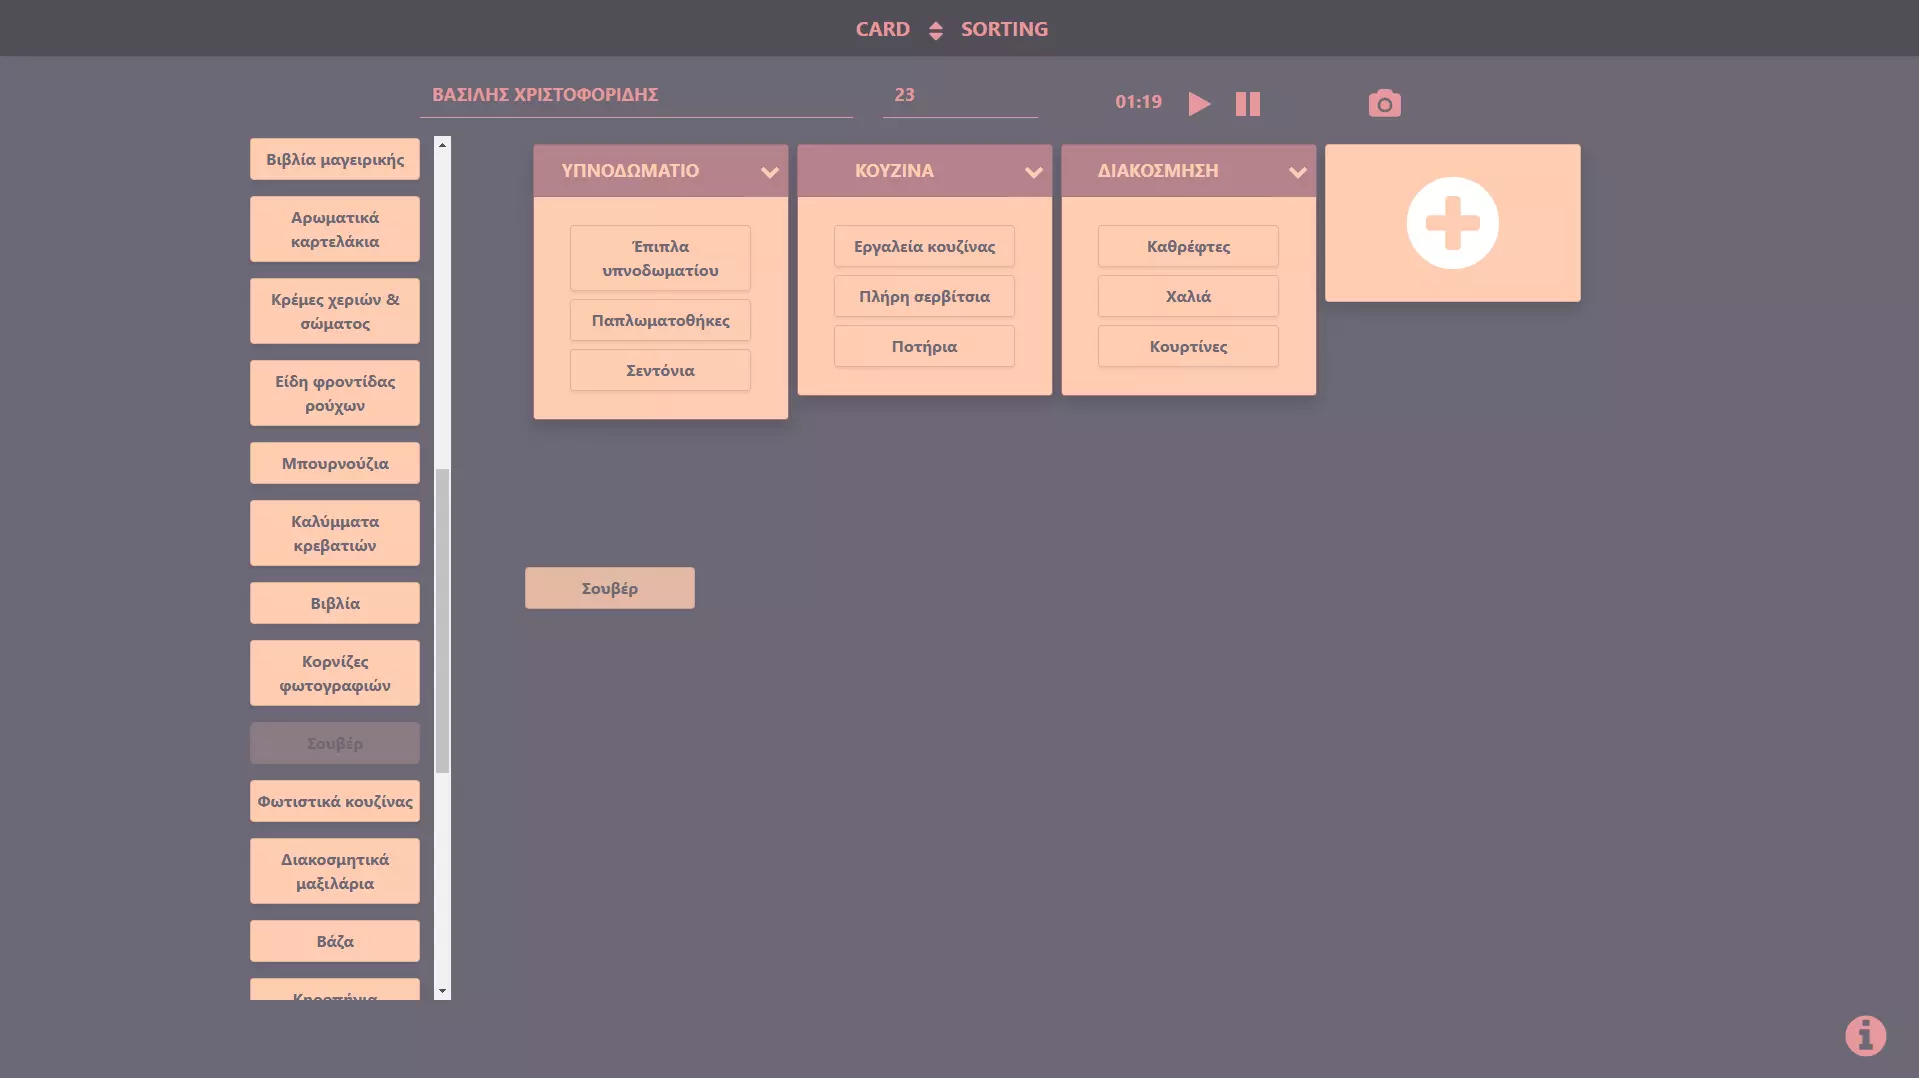 CARD SORTING
ΒΑΣΙΛΗΣ ΧΡΙΣΤΟΦΟΡΙΔΗΣ
23
01:19
Βιβλία μαγειρικής
Αρωματικά
καρτελάκια
Κρέμες χεριών &
σώματος
Είδη φροντίδας
ρούχων
Μπουρνούζια
Καλύμματα
κρεβατιών
Βιβλία
Κορνίζες
φωτογραφιών
Σουβέρ
Φωτιστικά κουζίνας
Διακοσμητικά
μαξιλάρια
Βάζα
Κηροπήγια
ΥΠΝΟΔΩΜΑΤΙΟ
Έπιπλα
υπνοδωματίου
Παπλωματοθήκες
Σεντόνια
ΚΟΥΖΙΝΑ
Εργαλεία κουζίνας
Πλήρη σερβίτσια
Ποτήρια
ΔΙΑΚΟΣΜΗΣΗ
Καθρέφτες
Χαλιά
Κουρτίνες
Σουβέρ